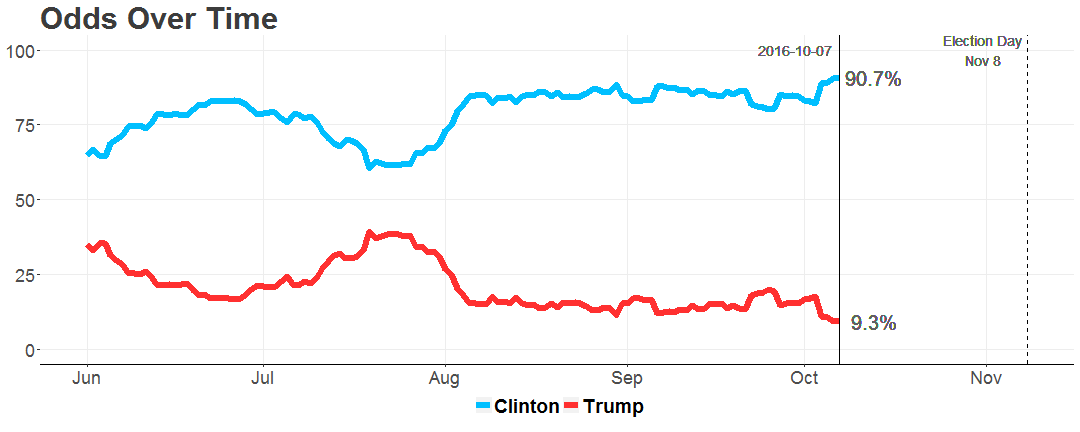 Odds Over Time
100
75
50
25
0
2016-10-07
Election Day
Nov 8
90.7%
9.3%
Jun Jul Aug Sep Oct Nov
Clinton Trump